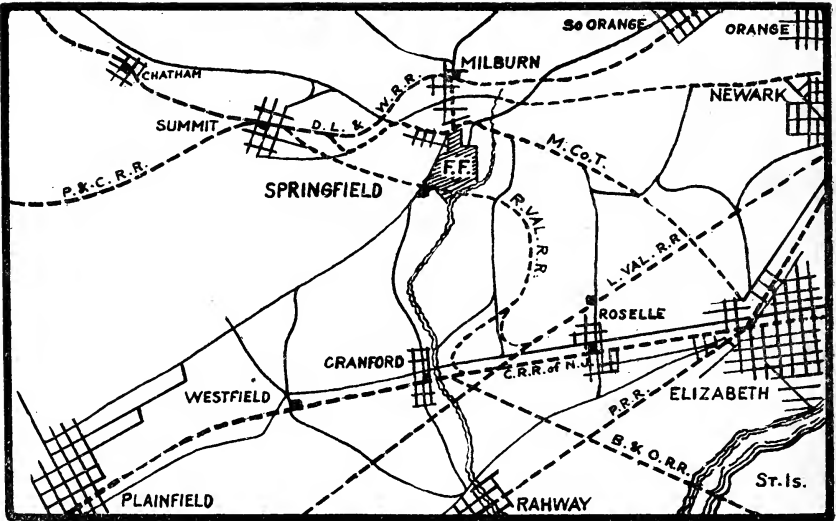 SO ORANGE
ORANGE
MILBURN
CHATHAM
D. L. & W. R. R.
NEWARK
SUMMIT
M. Co. T.
P. & C. R. R.
F. F.
SPRINGFIELD
R. VAL. R. R.
L. VAL. R. R.
ROSELLE
CRANFORD
C. R. R. of N. J.
WESTFIELD
ELIZABETH
P. R. R.
B. & O. R. R.
ST. IS.
PLAINFIELD
RAHWAY